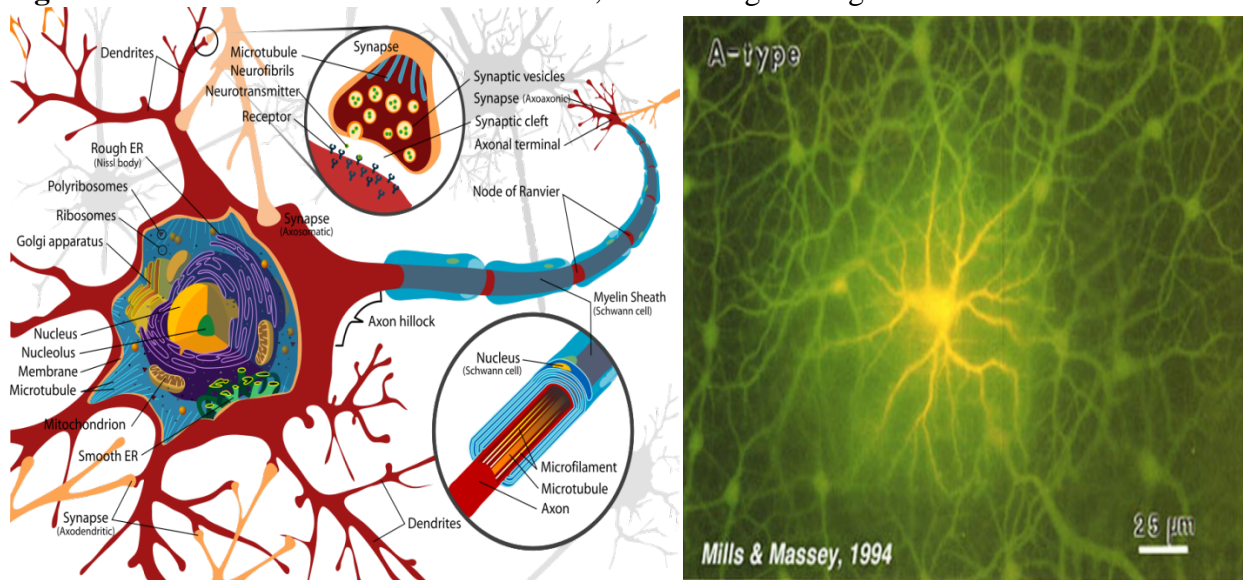 Dendrites
Microtubule
Neurofibrils
Neurotransmitter
Receptor
Synapse
Synaptic vesicles
Synapse (Axoaxonic)
Synaptic cleft
Axonal terminal
Rough ER
(Nissl body)
Polyribosomes
Ribosomes
Golgi apparatus
Synapse
(Axosomatic)
Node of Ranvier
Axon hillock
Myelin Sheath
(Schwann cell)
Nucleus
Nucleolus
Membrane
Microtubule
Mitochondrion
Smooth ER
Synapse
(Axodendritic)
Dendrites
Nucleus
(Schwann cell)
Microfilament
Microtubule
Axon
A-type
25 µm
Mills & Massey, 1994